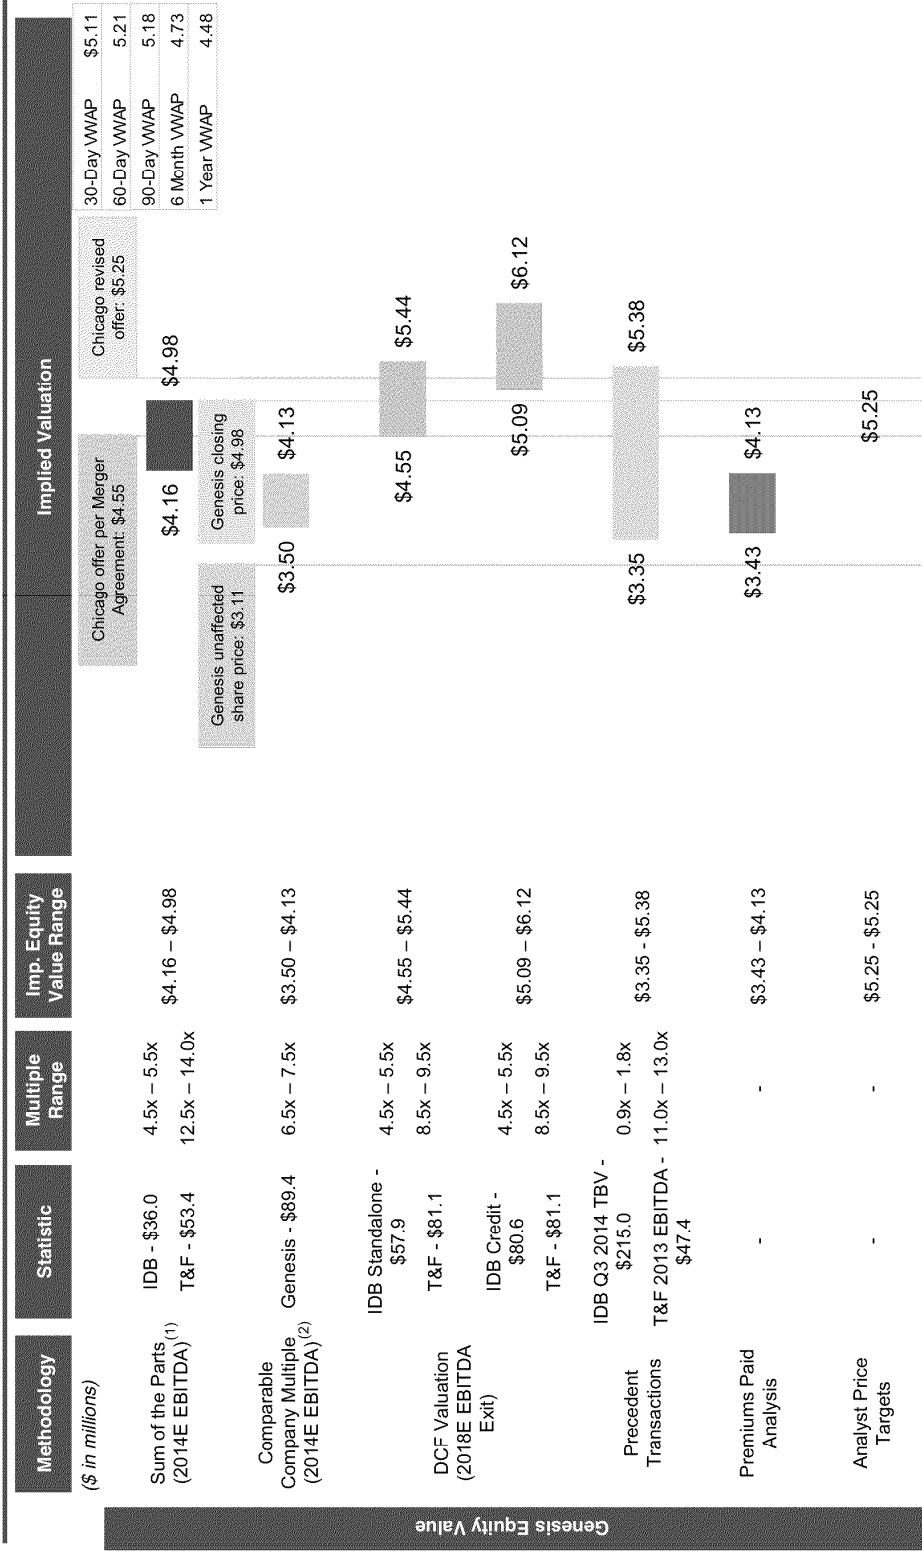 Methodology
Statistic
Multiple
Range
Imp. Equity
Value Range
Implied Valuation
($ in millions)
Chicago offer per Merger
Agreement: $4.55
Chicago revised
offer: $5.25
30-Day VWAP $5.11
60-Day VWAP 5.21
90-Day VWAP 5.18
6 Month VWAP 4.73
1 Year VWAP 4.48
Genesis unaffected
share price: $3.11
Genesis closing
price: $4.98
Genesis Equity Value
Sum of the Parts
(2014E EBITDA)(1)
IDB - $36.0
T&F - $53.4
4.5x – 5.5x
12.5x – 14.0x
$4.16 – $4.98
$4.16
$4.98
Comparable
Company Multiple
(2014E EBITDA)(2)
Genesis - $89.4
6.5x – 7.5x
$3.50 – $4.13
$3.50
$4.13
DCF Valuation
(2018E EBITDA
Exit)
IDB Standalone -
$57.9
T&F - $81.1
4.5x – 5.5x
8.5x – 9.5x
$4.55 – $5.44
$4.55
$5.44
IDB Credit -
$80.6
T&F - $81.1
4.5x – 5.5x
8.5x – 9.5x
$5.09 – $6.12
$5.09
$6.12
Precedent
Transactions
IDB Q3 2014 TBV -
$215.0
T&F 2013 EBITDA -
$47.4
0.9x – 1.8x
11.0x – 13.0x
$3.35 - $5.38
$3.35
$5.38
Premiums Paid
Analysis
-
-
$3.43 – $4.13
$3.43
$4.13
Analyst Price
Targets
-
-
$5.25 - $5.25
$5.25